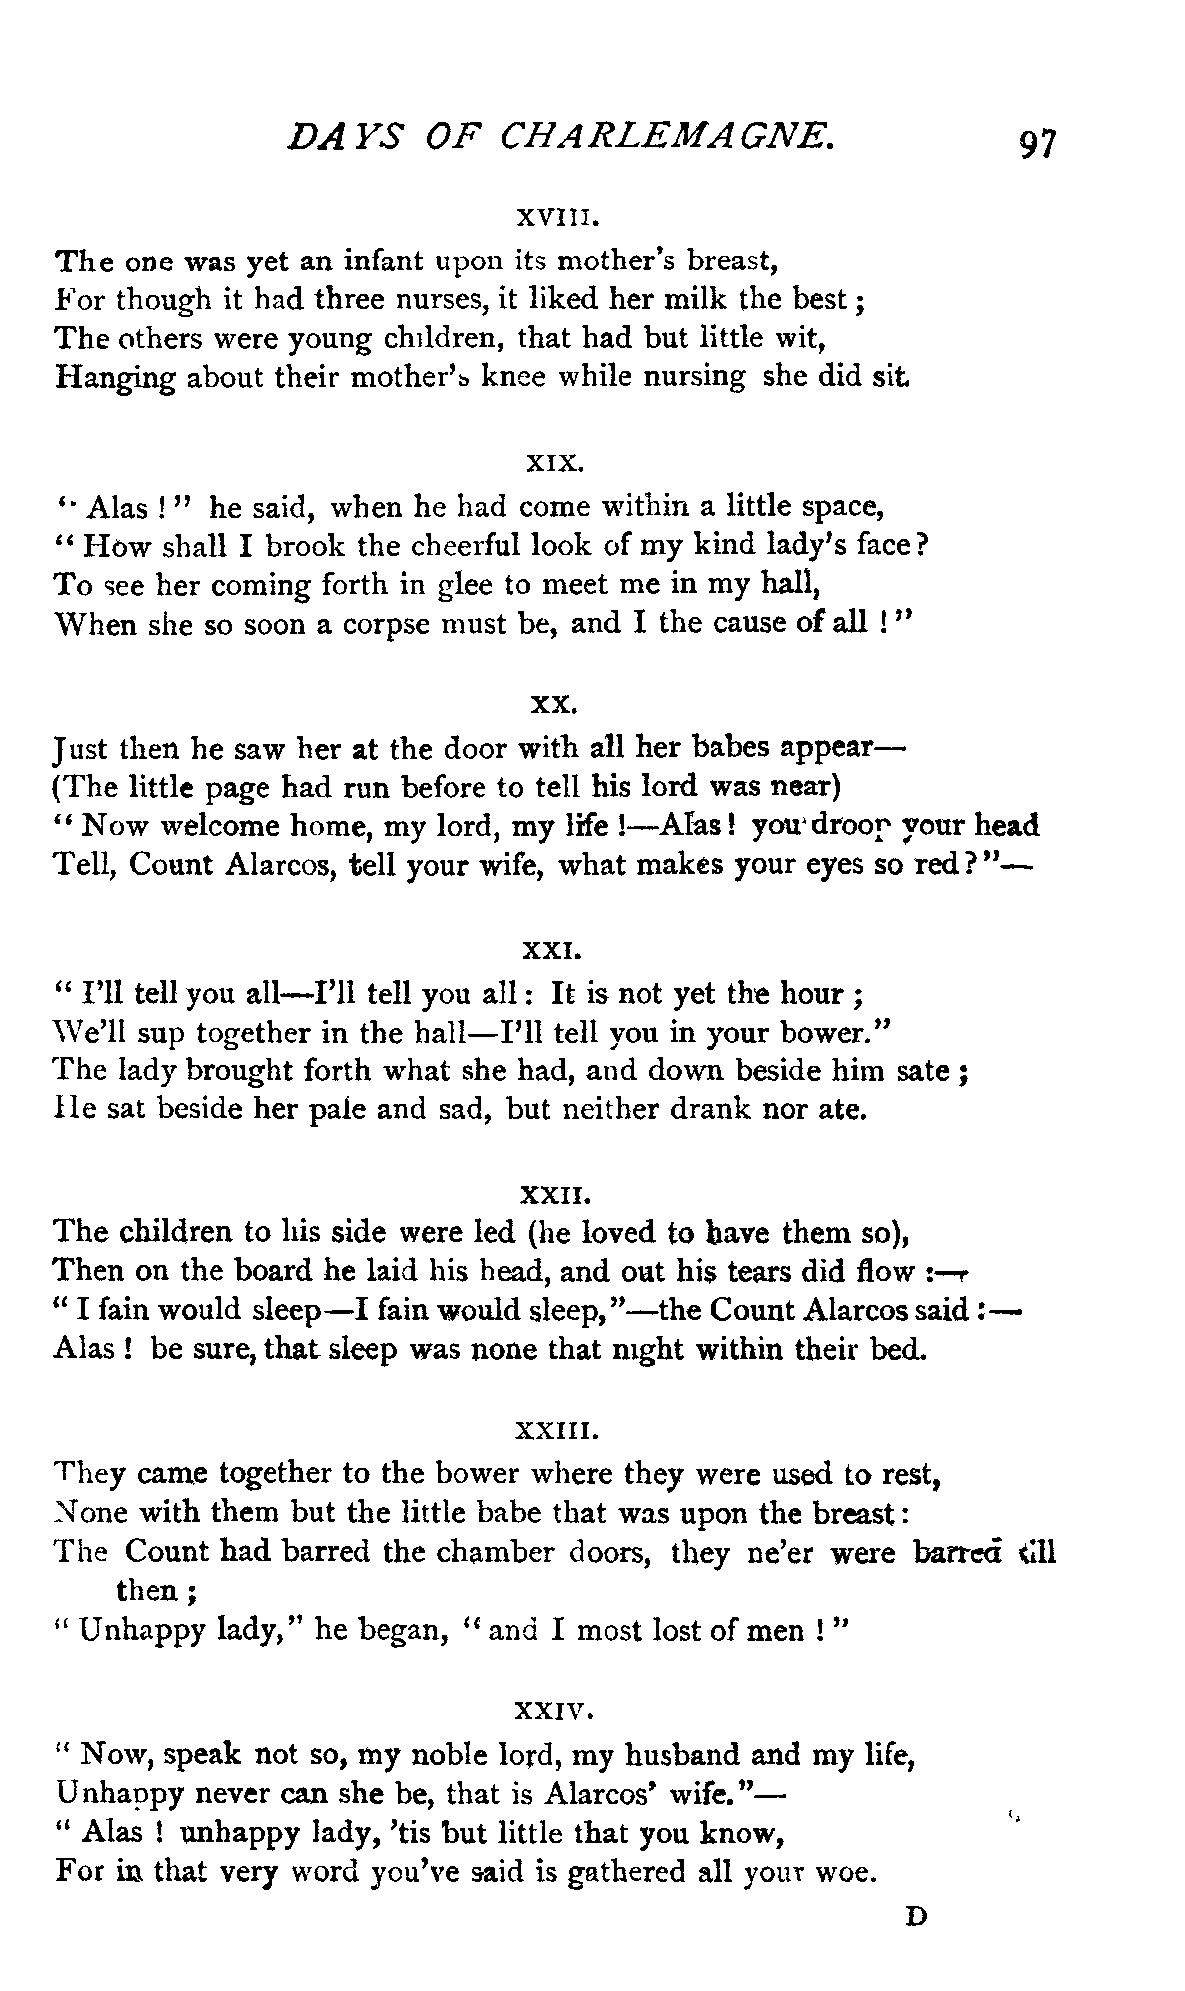 DAYS OF CHARLEMAGNE. 97
XVIII.
The one was yet an infant upon its mother's breast,
For though it had three nurses, it liked her milk the best ;
The others were young children, that had but little wit,
Hanging about their mother's knee while nursing she did sit.
XIX.
" Alas ! " he said, when he had come within a little space,
" How shall I brook the cheerful look of my kind lady's face ?
To see her coming forth in glee to meet me in my hall,
When she so soon a corpse must be, and I the cause of all ! "
XX.
Just then he saw her at the door with all her babes appear—
(The little page had run before to tell his lord was near)
" Now welcome home, my lord, my life !—Alas ! you droop your head
Tell, Count Alarcos, tell your wife, what makes your eyes so red ? "—
XXI.
" I'll tell you all—I'll tell you all : It is not yet the hour ;
We'll sup together in the hall—I'll tell you in your bower."
The lady brought forth what she had, and down beside him sate ;
He sat beside her pale and sad, but neither drank nor ate.
XXII.
The children to his side were led (he loved to have them so),
Then on the board he laid his head, and out his tears did flow :—
" I fain would sleep—I fain would sleep,"—the Count Alarcos said :—
Alas ! be sure, that sleep was none that night within their bed.
XXIII.
They came together to the bower where they were used to rest,
None with them but the little babe that was upon the breast :
The Count had barred the chamber doors, they ne'er were barred till
then ;
" Unhappy lady," he began, " and I most lost of men ! "
XXIV.
" Now, speak not so, my noble lord, my husband and my life,
Unhappy never can she be, that is Alarcos' wife."—
" Alas ! unhappy lady, 'tis but little that you know,
For in that very word you've said is gathered all your woe.
D